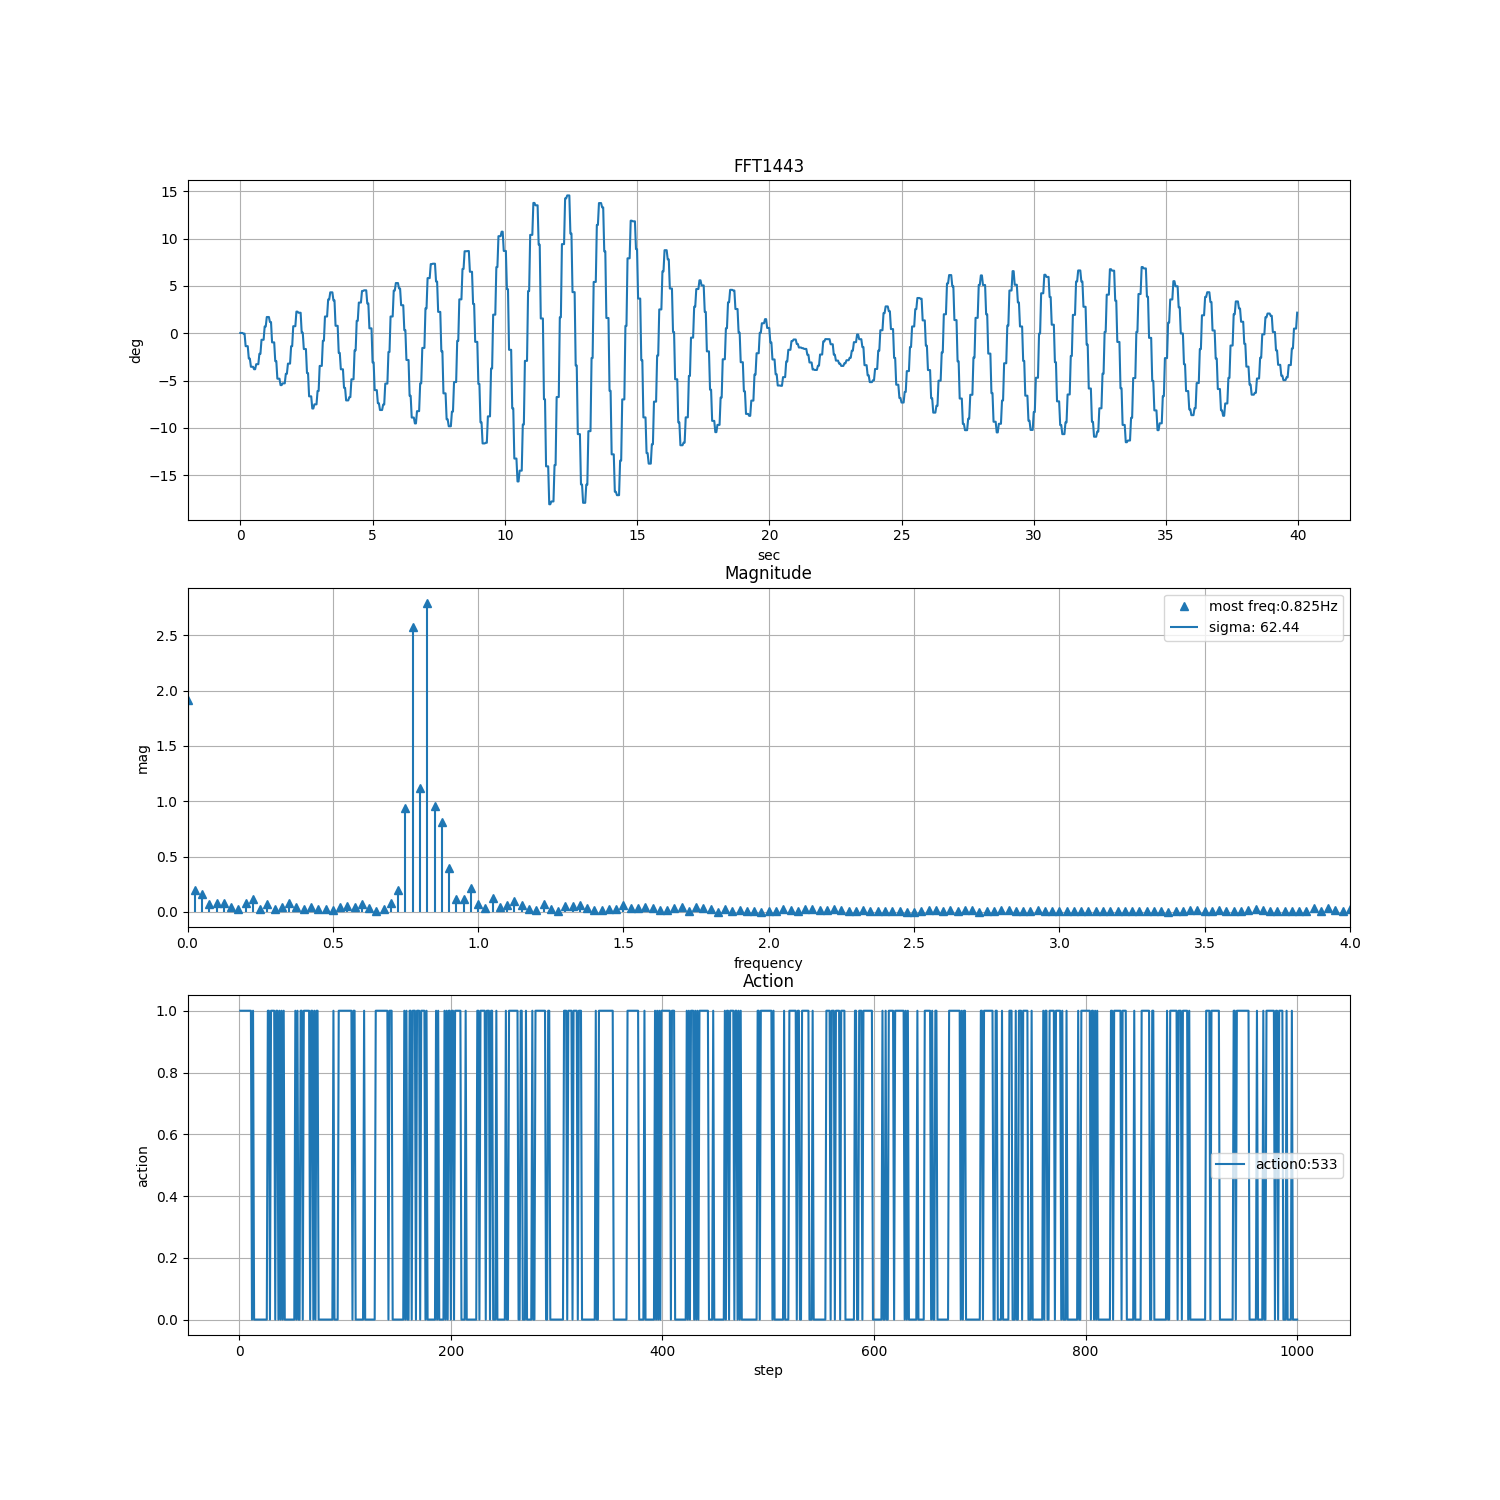 FFT1443
15
10
5
0
−5
−10
−15
deg
0 5 10 15 20 25 30 35 40
sec
Magnitude
2.5
2.0
1.5
1.0
0.5
0.0
mag
most freq:0.825Hz
sigma: 62.44
0.0 0.5 1.0 1.5 2.0 2.5 3.0 3.5 4.0
frequency
Action
1.0
0.8
0.6
0.4
0.2
0.0
action
action0:533
0 200 400 600 800 1000
step